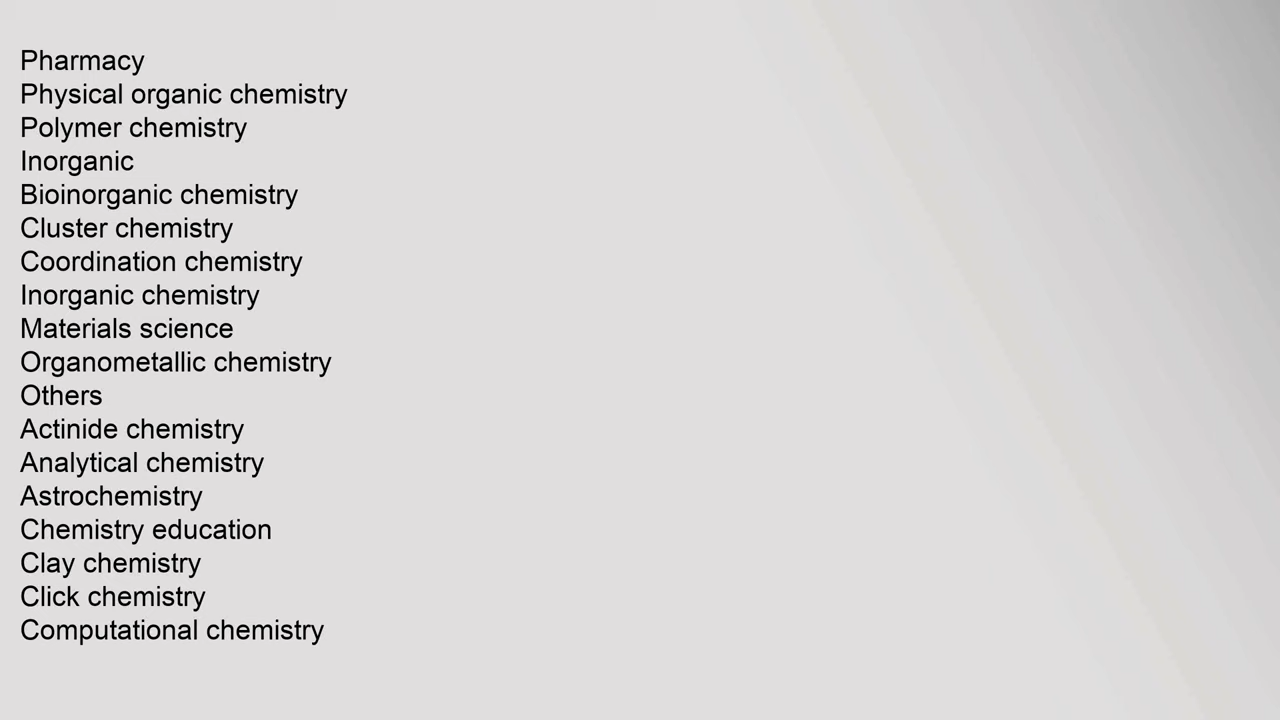 Pharmacy
Physical organic chemistry
Polymer chemistry
Inorganic
Bioinorganic chemistry
Cluster chemistry
Coordination chemistry
Inorganic chemistry
Materials science
Organometallic chemistry
Others
Actinide chemistry
Analytical chemistry
Astrochemistry
Chemistry education
Clay chemistry
Click chemistry
Computational chemistry